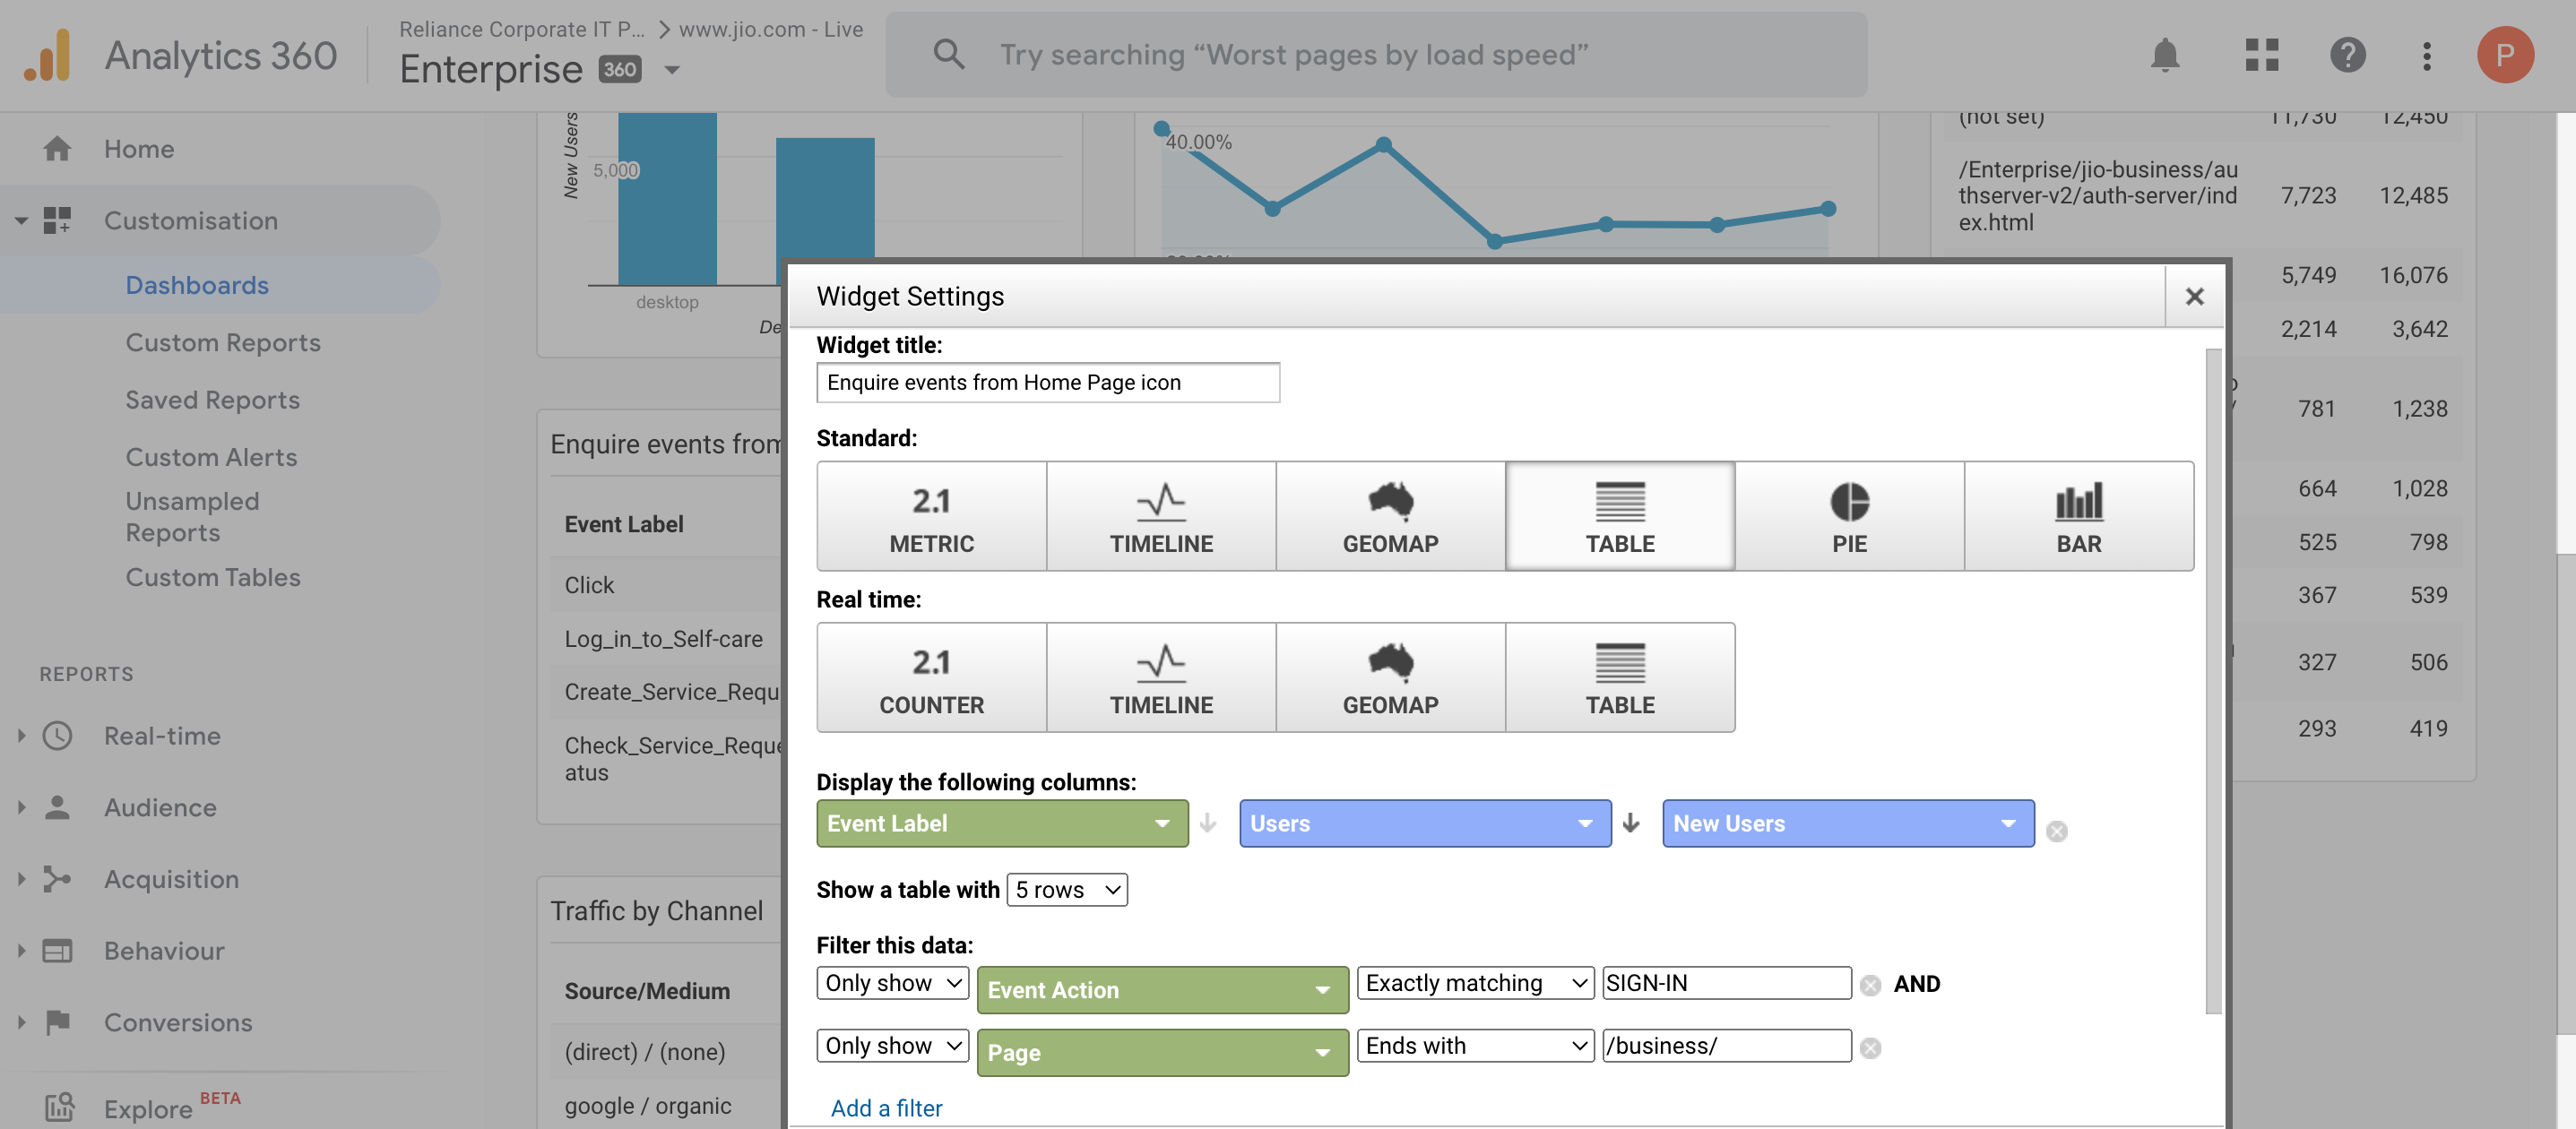 Analytics 360
Reliance Corporate IT P... > www.jio.com - Live
Enterprise 360
Try searching “Worst pages by load speed”
P
Home
Customisation
Dashboards
Custom Reports
Saved Reports
Custom Alerts
Unsampled
Reports
Custom Tables
REPORTS
Real-time
Audience
Acquisition
Behaviour
Conversions
Explore BETA
New Users
5,000
desktop
De
40.00%
(not set) 11,730 12,450
/Enterprise/jio-business/au
thserver-v2/auth-server/ind
ex.html
7,723 12,485
5,749 16,076
2,214 3,642
781 1,238
664 1,028
525 798
367 539
327 506
293 419
Enquire events from
Event Label
Click
Log_in_to_Self-care
Create_Service_Requ
Check_Service_Reque
atus
Traffic by Channel
Source/Medium
(direct) / (none)
google / organic
Widget Settings
Widget title:
Enquire events from Home Page icon
Standard:
2.1
METRIC TIMELINE GEOMAP TABLE PIE BAR
Real time:
2.1
COUNTER TIMELINE GEOMAP TABLE
Display the following columns:
Event Label Users New Users
Show a table with 5 rows
Filter this data:
Only show Event Action Exactly matching SIGN-IN AND
Only show Page Ends with /business/
Add a filter